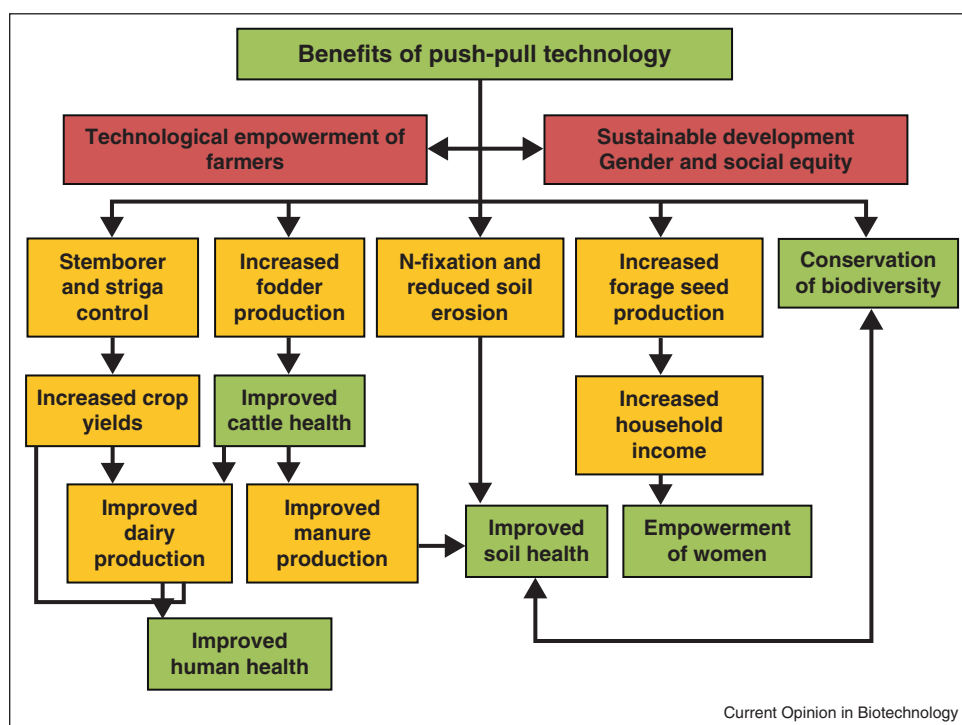 Benefits of push-pull technology
Technological empowerment of
farmers
Sustainable development
Gender and social equity
Stemborer
and striga
control
Increased
fodder
production
N-fixation and
reduced soil
erosion
Increased
forage seed
production
Conservation
of biodiversity
Increased crop
yields
Improved
cattle health
Increased
household
income
Improved
dairy
production
Improved
manure
production
Improved
soil health
Empowerment
of women
Improved
human health
Current Opinion in Biotechnology